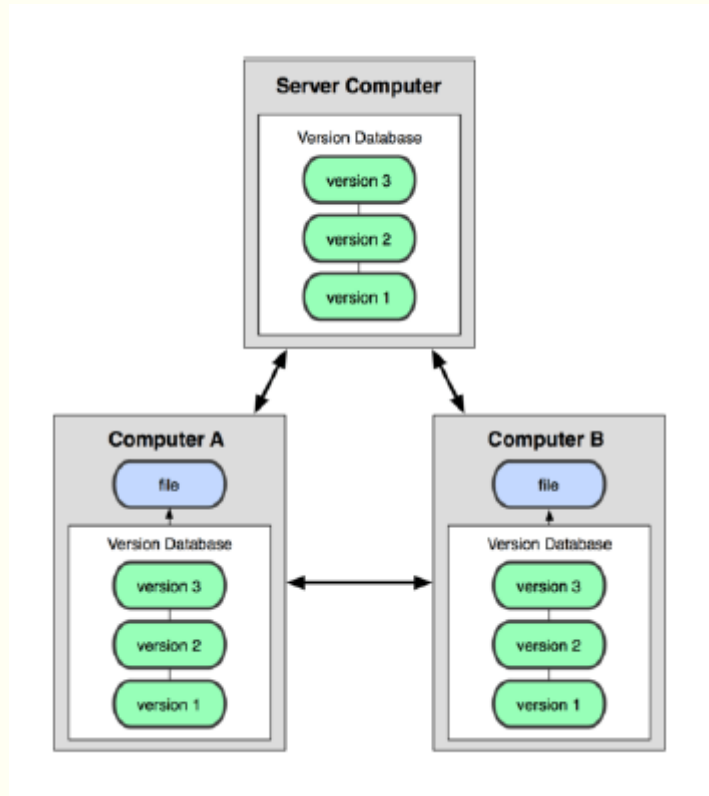 Server Computer
Version Database
version 3
version 2
version 1
Computer A
file
Version Database
version 3
version 2
version 1
Computer B
file
Version Database
version 3
version 2
version 1